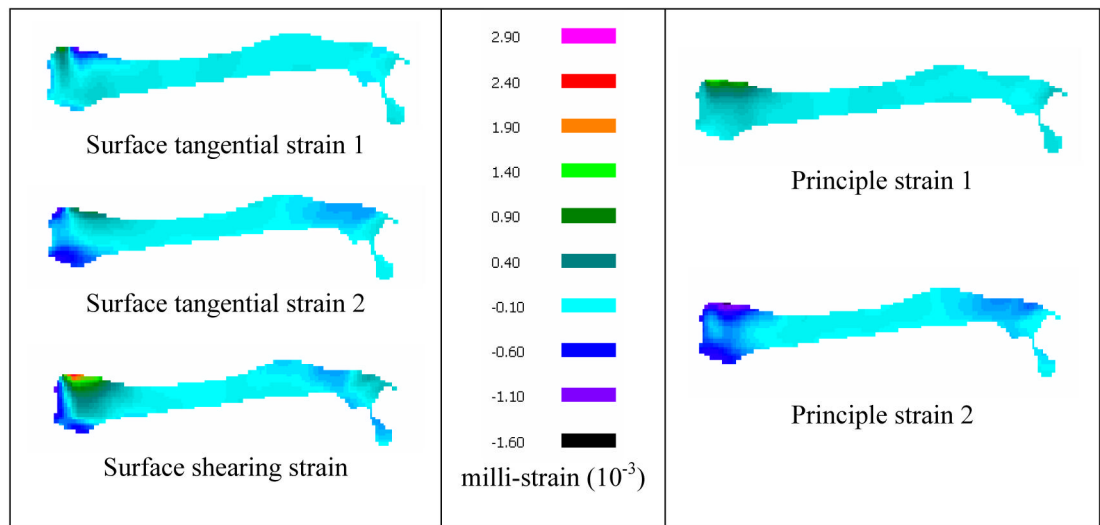 Surface tangential strain 1
Surface tangential strain 2
Surface shearing strain
2.90
2.40
1.90
1.40
0.90
0.40
-0.10
-0.60
-1.10
-1.60
milli-strain (10⁻³)
Principle strain 1
Principle strain 2